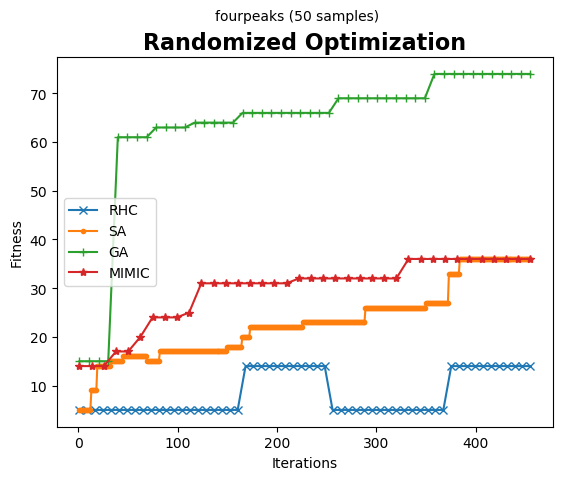 fourpeaks (50 samples)
Randomized Optimization
Fitness
70
60
50
40
30
20
10
RHC
SA
GA
MIMIC
0
100
200
300
400
Iterations